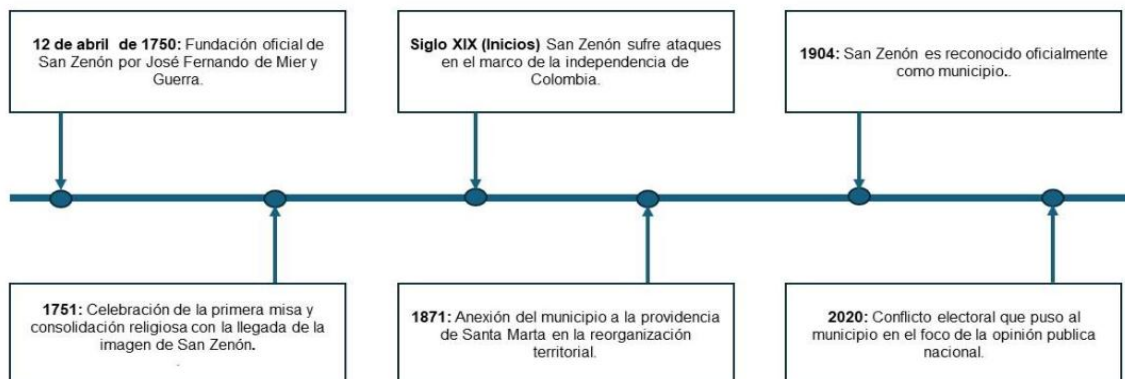 12 de abril de 1750: Fundación oficial de
San Zenón por José Fernando de Mier y
Guerra.
Siglo XIX (Inicios) San Zenón sufre ataques
en el marco de la independencia de
Colombia.
1904: San Zenón es reconocido oficialmente
como municipio..
1751: Celebración de la primera misa y
consolidación religiosa con la llegada de la
imagen de San Zenón.
.
1871: Anexión del municipio a la providencia
de Santa Marta en la reorganización
territorial.
2020: Conflicto electoral que puso al
municipio en el foco de la opinión publica
nacional.